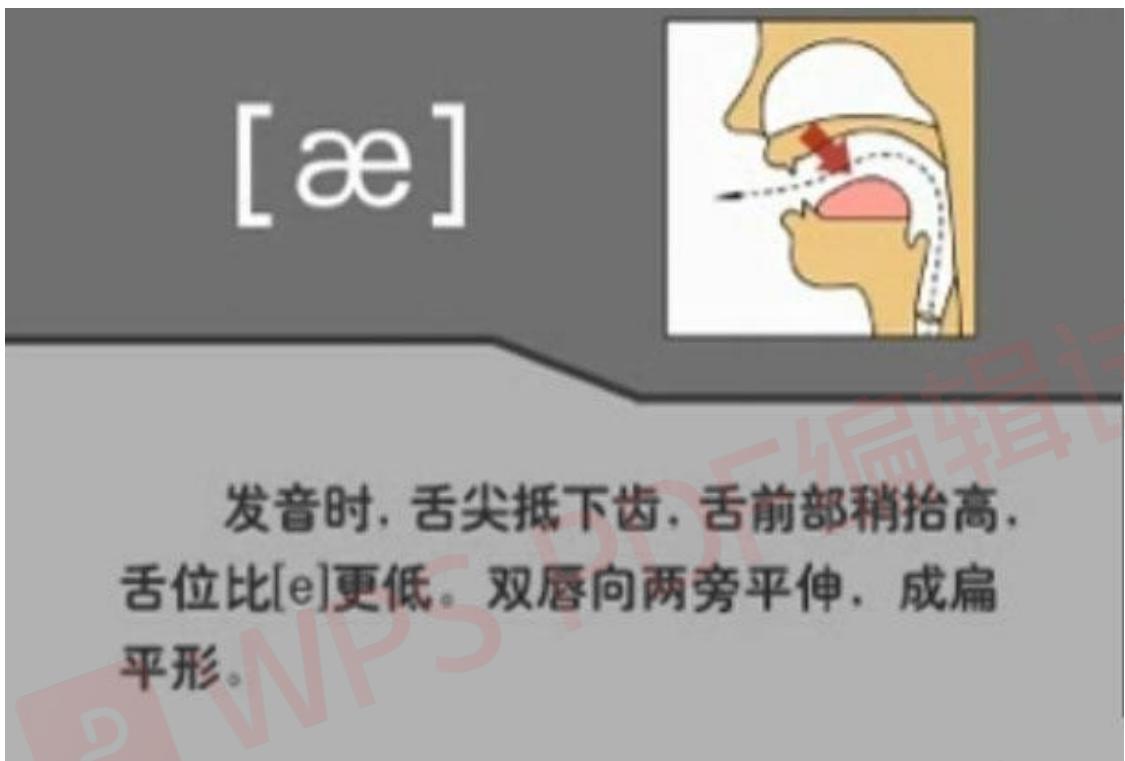 [æ]
发音时，舌尖抵下齿，舌前部稍抬高，
舌位比[e]更低。双唇向两旁平伸，成扁
平形。
WPS PDF编辑试